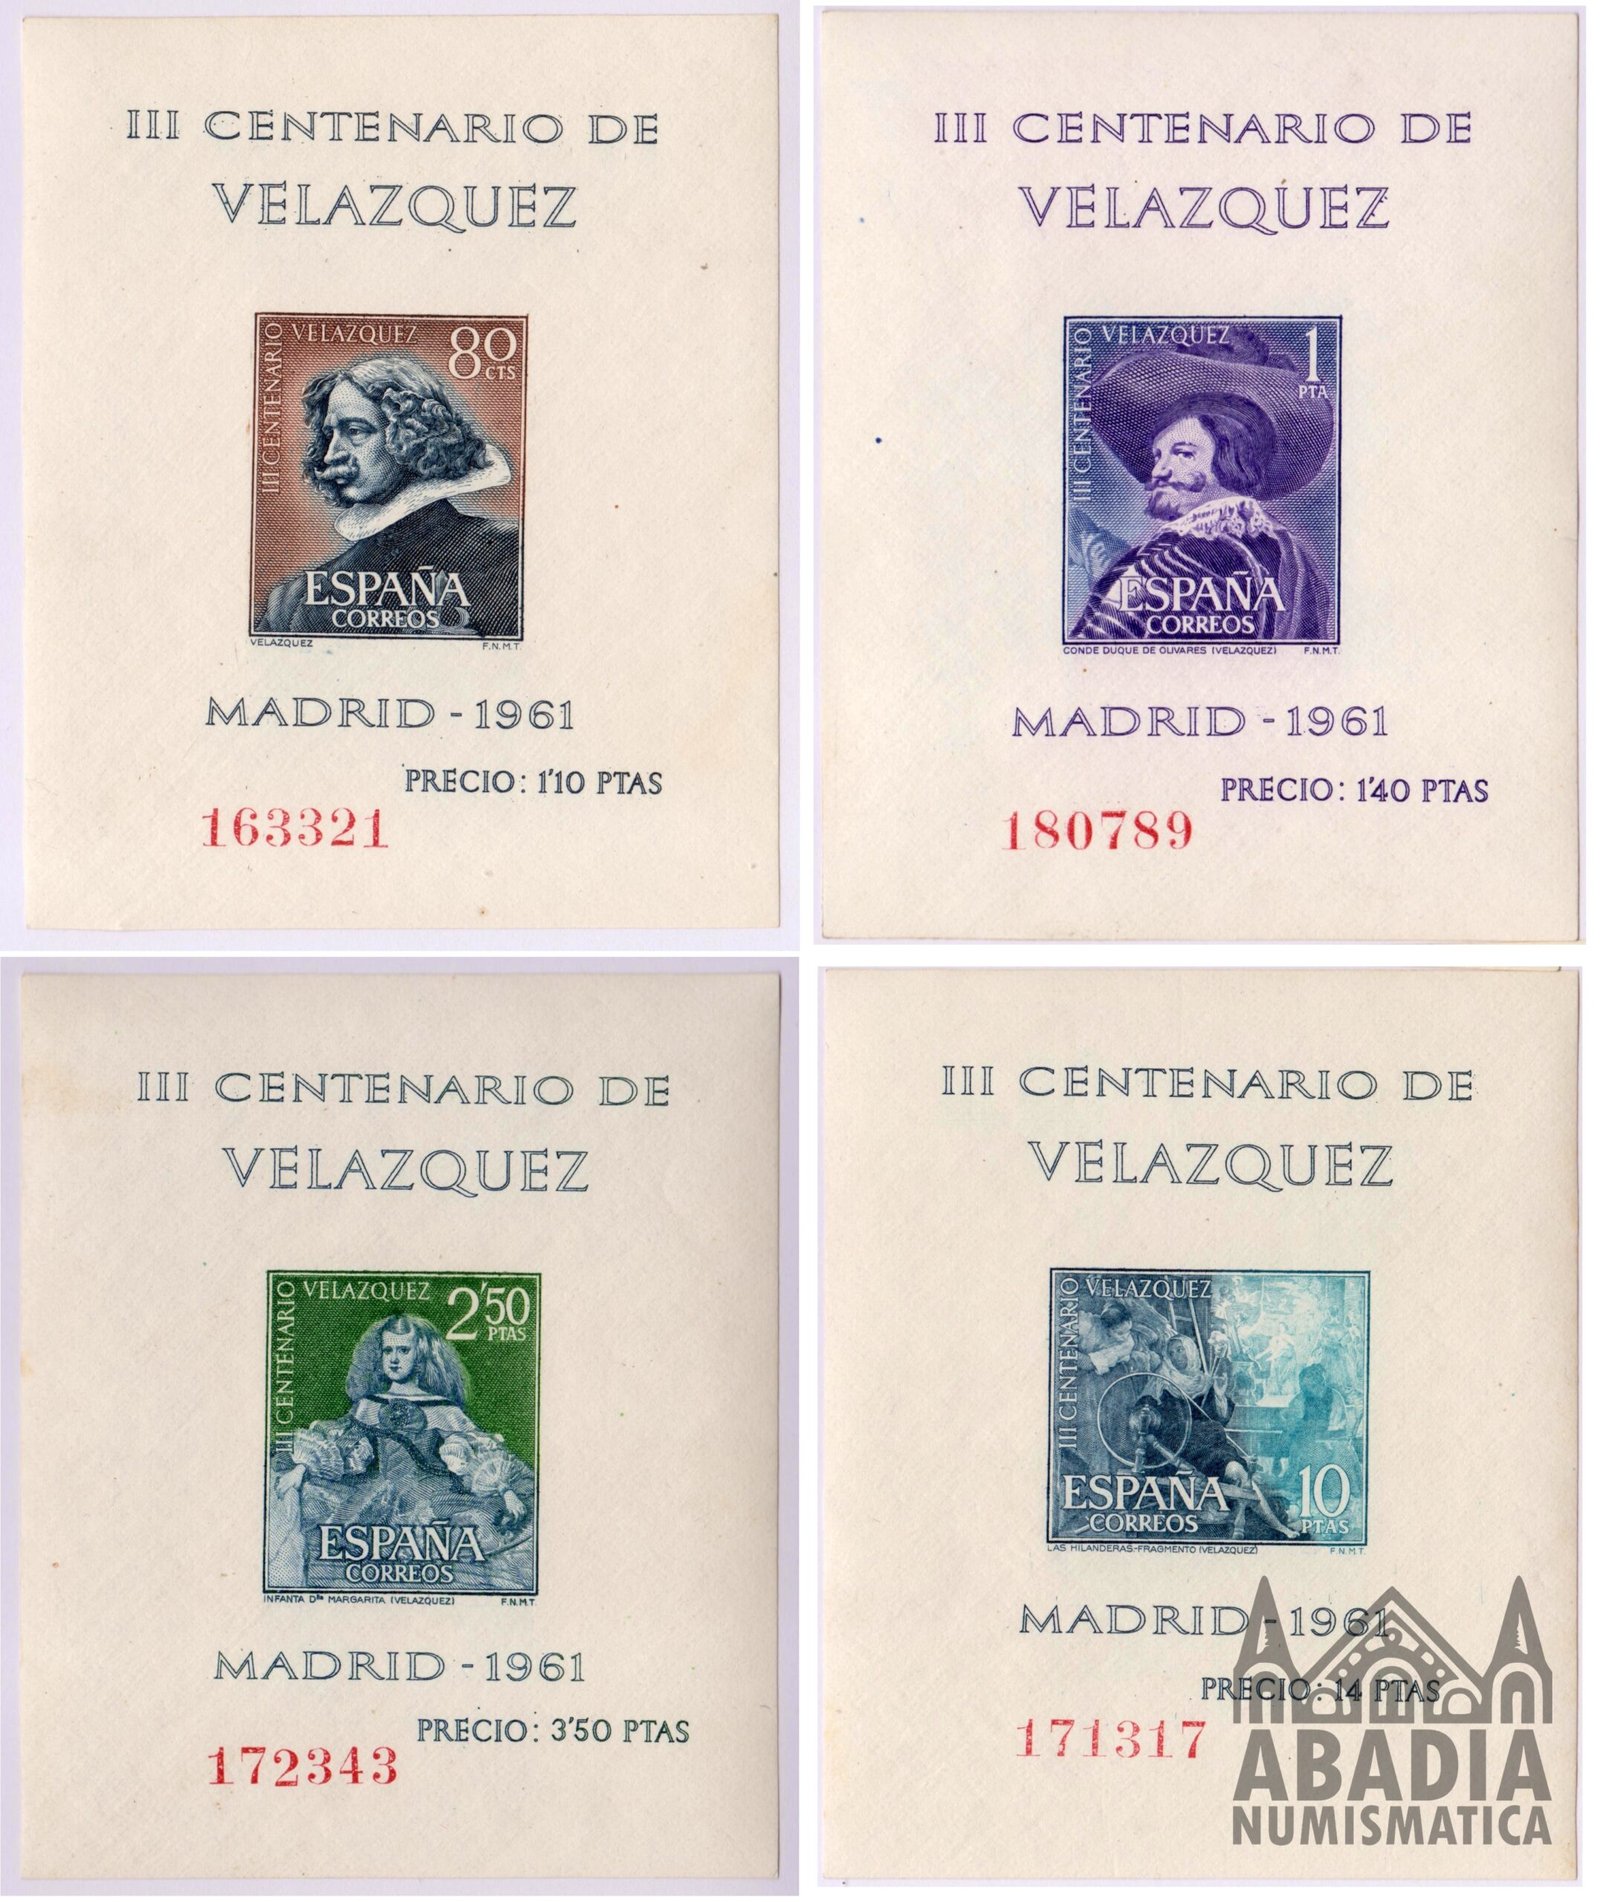 III CENTENARIO DE
VELAZQUEZ
III CENTENARIO VELAZQUEZ 80
CTS
ESPAÑA
CORREOS
VELAZQUEZ F.N.M.T.
MADRID - 1961
PRECIO: 1'10 PTAS
163321
III CENTENARIO DE
VELAZQUEZ
III CENTENARIO VELAZQUEZ 1
PTA
ESPAÑA
CORREOS
CONDE DUQUE DE OLIVARES (VELAZQUEZ) F.N.M.T.
MADRID - 1961
PRECIO: 1'40 PTAS
180789
III CENTENARIO DE
VELAZQUEZ
III CENTENARIO VELAZQUEZ 2'50
PTAS
ESPAÑA
CORREOS
INFANTA Dña MARGARITA (VELAZQUEZ) F.N.M.T.
MADRID - 1961
PRECIO: 3'50 PTAS
172343
III CENTENARIO DE
VELAZQUEZ
III CENTENARIO VELAZQUEZ
ESPAÑA 10
CORREOS PTAS
LAS HILANDERAS-FRAGMENTO (VELAZQUEZ) F.N.M.T.
MADRID - 1961
PRECIO: 14 PTAS
171317
ABADIA
NUMISMATICA